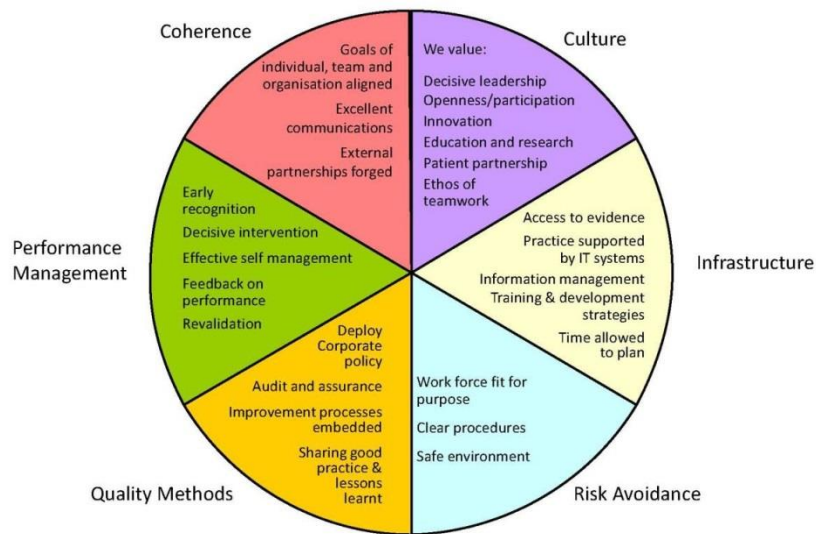 Coherence
Goals of
individual, team and
organisation aligned
Excellent
communications
External
partnerships forged
Culture
We value:
Decisive leadership
Openness/participation
Innovation
Education and research
Patient partnership
Ethos of
teamwork
Performance
Management
Early
recognition
Decisive intervention
Effective self management
Feedback on
performance
Revalidation
Infrastructure
Access to evidence
Practice supported
by IT systems
Information management
Training & development
strategies
Time allowed
to plan
Quality Methods
Deploy
Corporate
policy
Audit and assurance
Improvement processes
embedded
Sharing good
practice &
lessons
learnt
Risk Avoidance
Work force fit for
purpose
Clear procedures
Safe environment